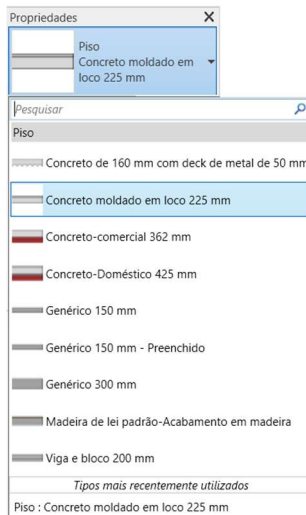 Propriedades
Piso
Concreto moldado em
loco 225 mm
Pesquisar
Piso
Concreto de 160 mm com deck de metal de 50 mm
Concreto moldado em loco 225 mm
Concreto-comercial 362 mm
Concreto-Doméstico 425 mm
Genérico 150 mm
Genérico 150 mm - Preenchido
Genérico 300 mm
Madeira de lei padrão-Acabamento em madeira
Viga e bloco 200 mm
Tipos mais recentemente utilizados
Piso : Concreto moldado em loco 225 mm